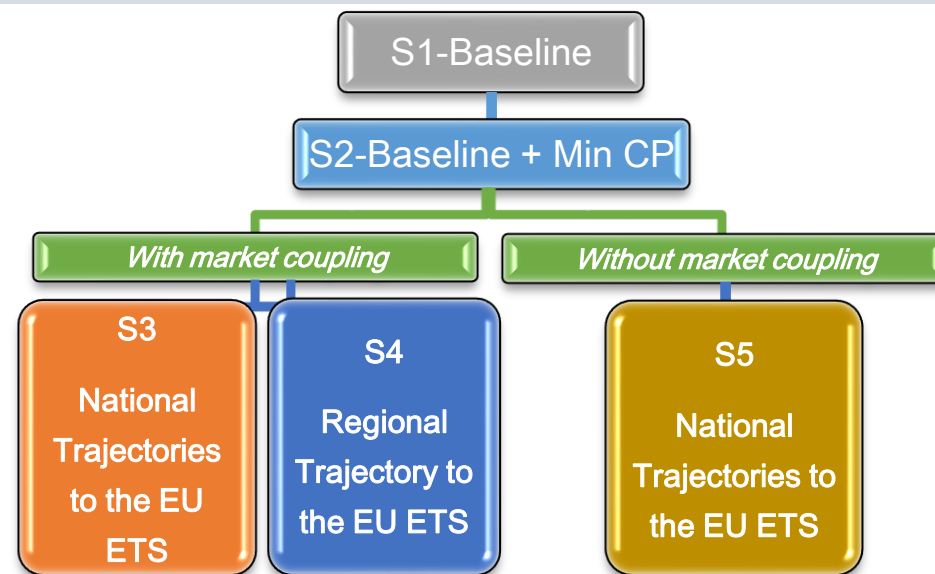 S1-Baseline
S2-Baseline + Min CP
With market coupling
Without market coupling
S3
National
Trajectories
to the EU
ETS
S4
Regional
Trajectory to
the EU ETS
S5
National
Trajectories to
the EU ETS